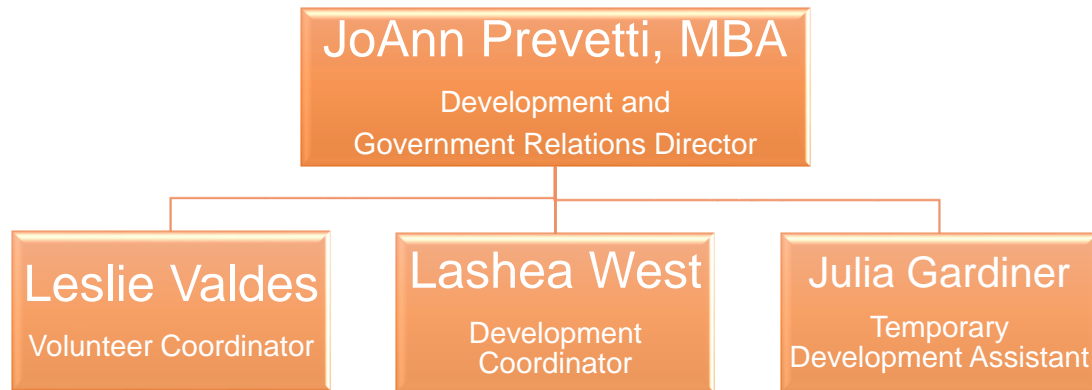 JoAnn Prevetti, MBA
Development and
Government Relations Director
Leslie Valdes
Volunteer Coordinator
Lashea West
Development
Coordinator
Julia Gardiner
Temporary
Development Assistant